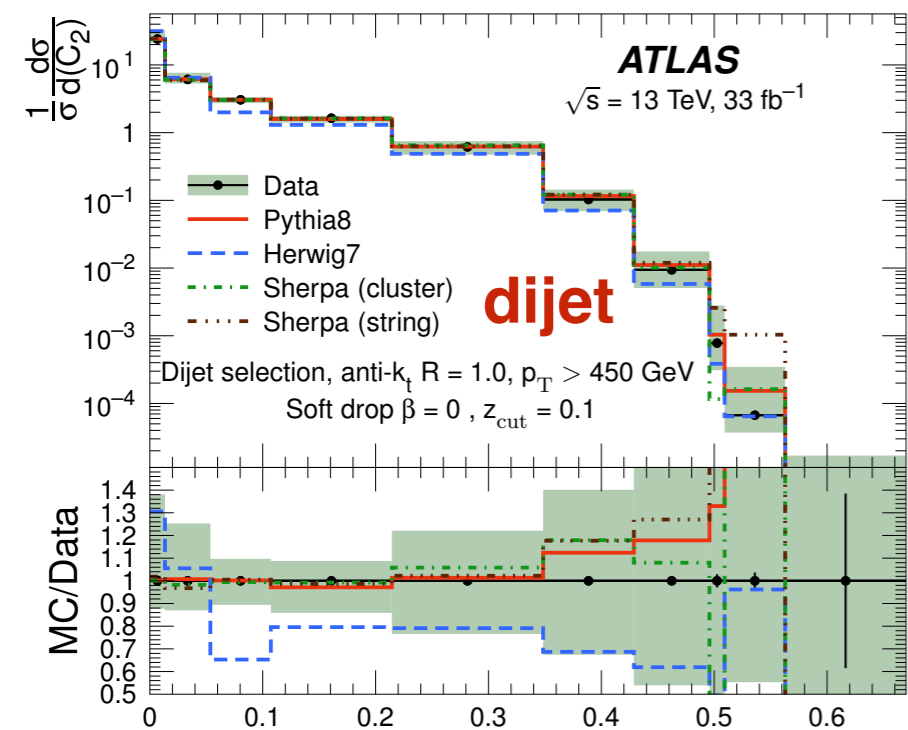 1/σ dσ/d(C₂)
10¹
1
10⁻¹
10⁻²
10⁻³
10⁻⁴
ATLAS
√s = 13 TeV, 33 fb⁻¹
Data
Pythia8
Herwig7
Sherpa (cluster)
Sherpa (string)
dijet
Dijet selection, anti-kₜ R = 1.0, p_T > 450 GeV
Soft drop β = 0 , z_cut = 0.1
MC/Data
1.4
1.3
1.2
1.1
1
0.9
0.8
0.7
0.6
0.5
0 0.1 0.2 0.3 0.4 0.5 0.6